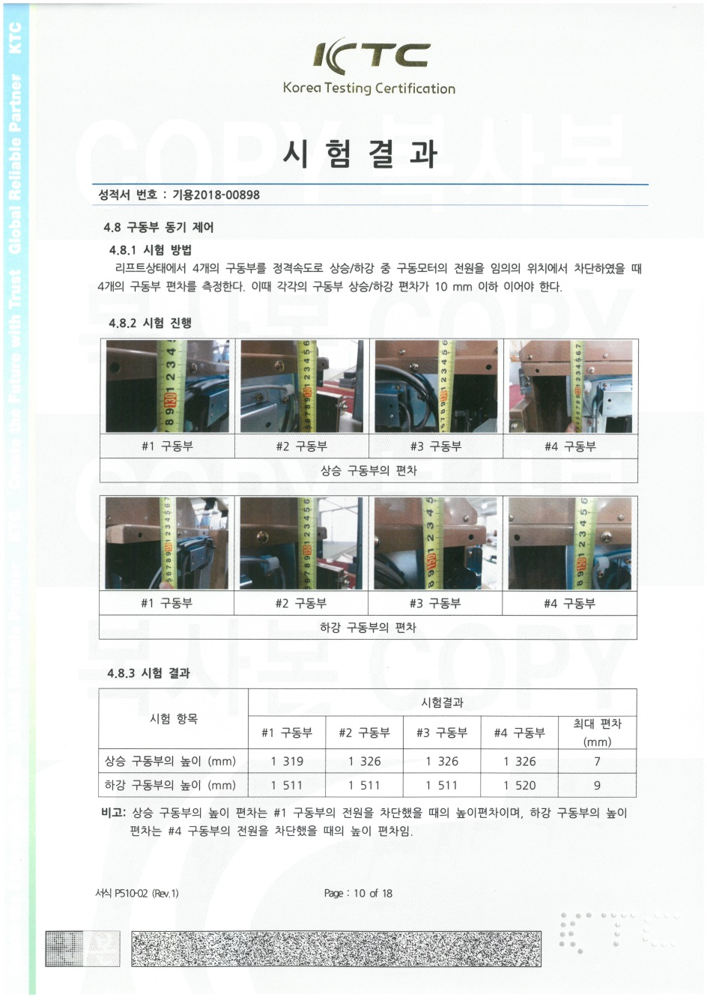 KTC
Korea Testing Certification
시험결과
성적서 번호 : 기용2018-00898
4.8 구동부 동기 제어
4.8.1 시험 방법
리프트상태에서 4개의 구동부를 정격속도로 상승/하강 중 구동모터의 전원을 임의의 위치에서 차단하였을 때
4개의 구동부 편차를 측정한다. 이때 각각의 구동부 상승/하강 편차가 10 mm 이하 이어야 한다.
4.8.2 시험 진행
#1 구동부 #2 구동부 #3 구동부 #4 구동부
상승 구동부의 편차
#1 구동부 #2 구동부 #3 구동부 #4 구동부
하강 구동부의 편차
4.8.3 시험 결과
시험 항목 시험결과
#1 구동부 #2 구동부 #3 구동부 #4 구동부 최대 편차
(mm)
상승 구동부의 높이 (mm) 1 319 1 326 1 326 1 326 7
하강 구동부의 높이 (mm) 1 511 1 511 1 511 1 520 9
비고: 상승 구동부의 높이 편차는 #1 구동부의 전원을 차단했을 때의 높이편차이며, 하강 구동부의 높이
편차는 #4 구동부의 전원을 차단했을 때의 높이 편차임.
서식 P510-02 (Rev.1) Page : 10 of 18
KTC
Create the Future with Trust Global Reliable Partner KTC
COPY 복사본
복사본 COPY
COPY 복사본
복사본 COPY